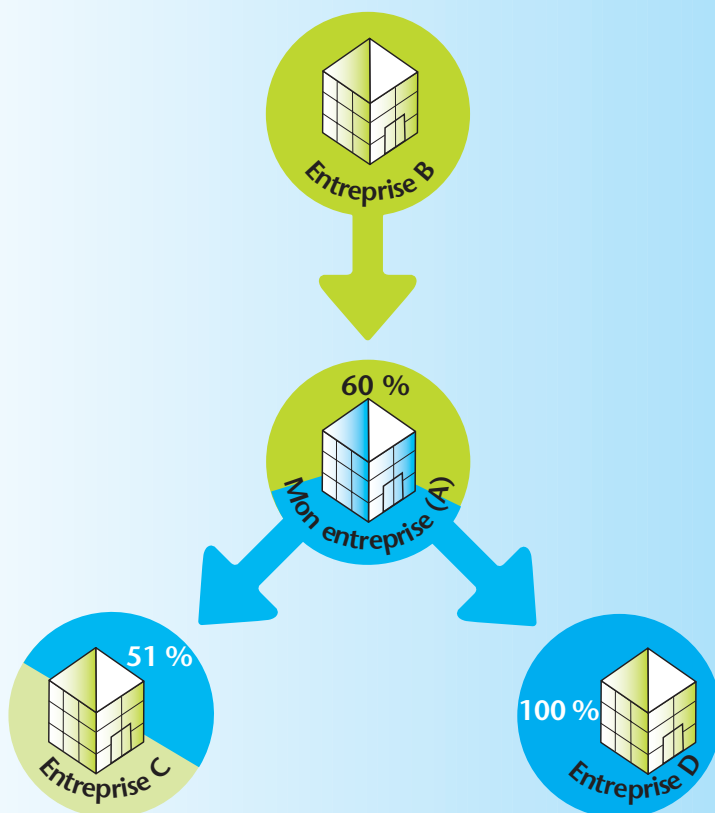 Entreprise B
60 %
Mon entreprise (A)
51 %
Entreprise C
100 %
Entreprise D